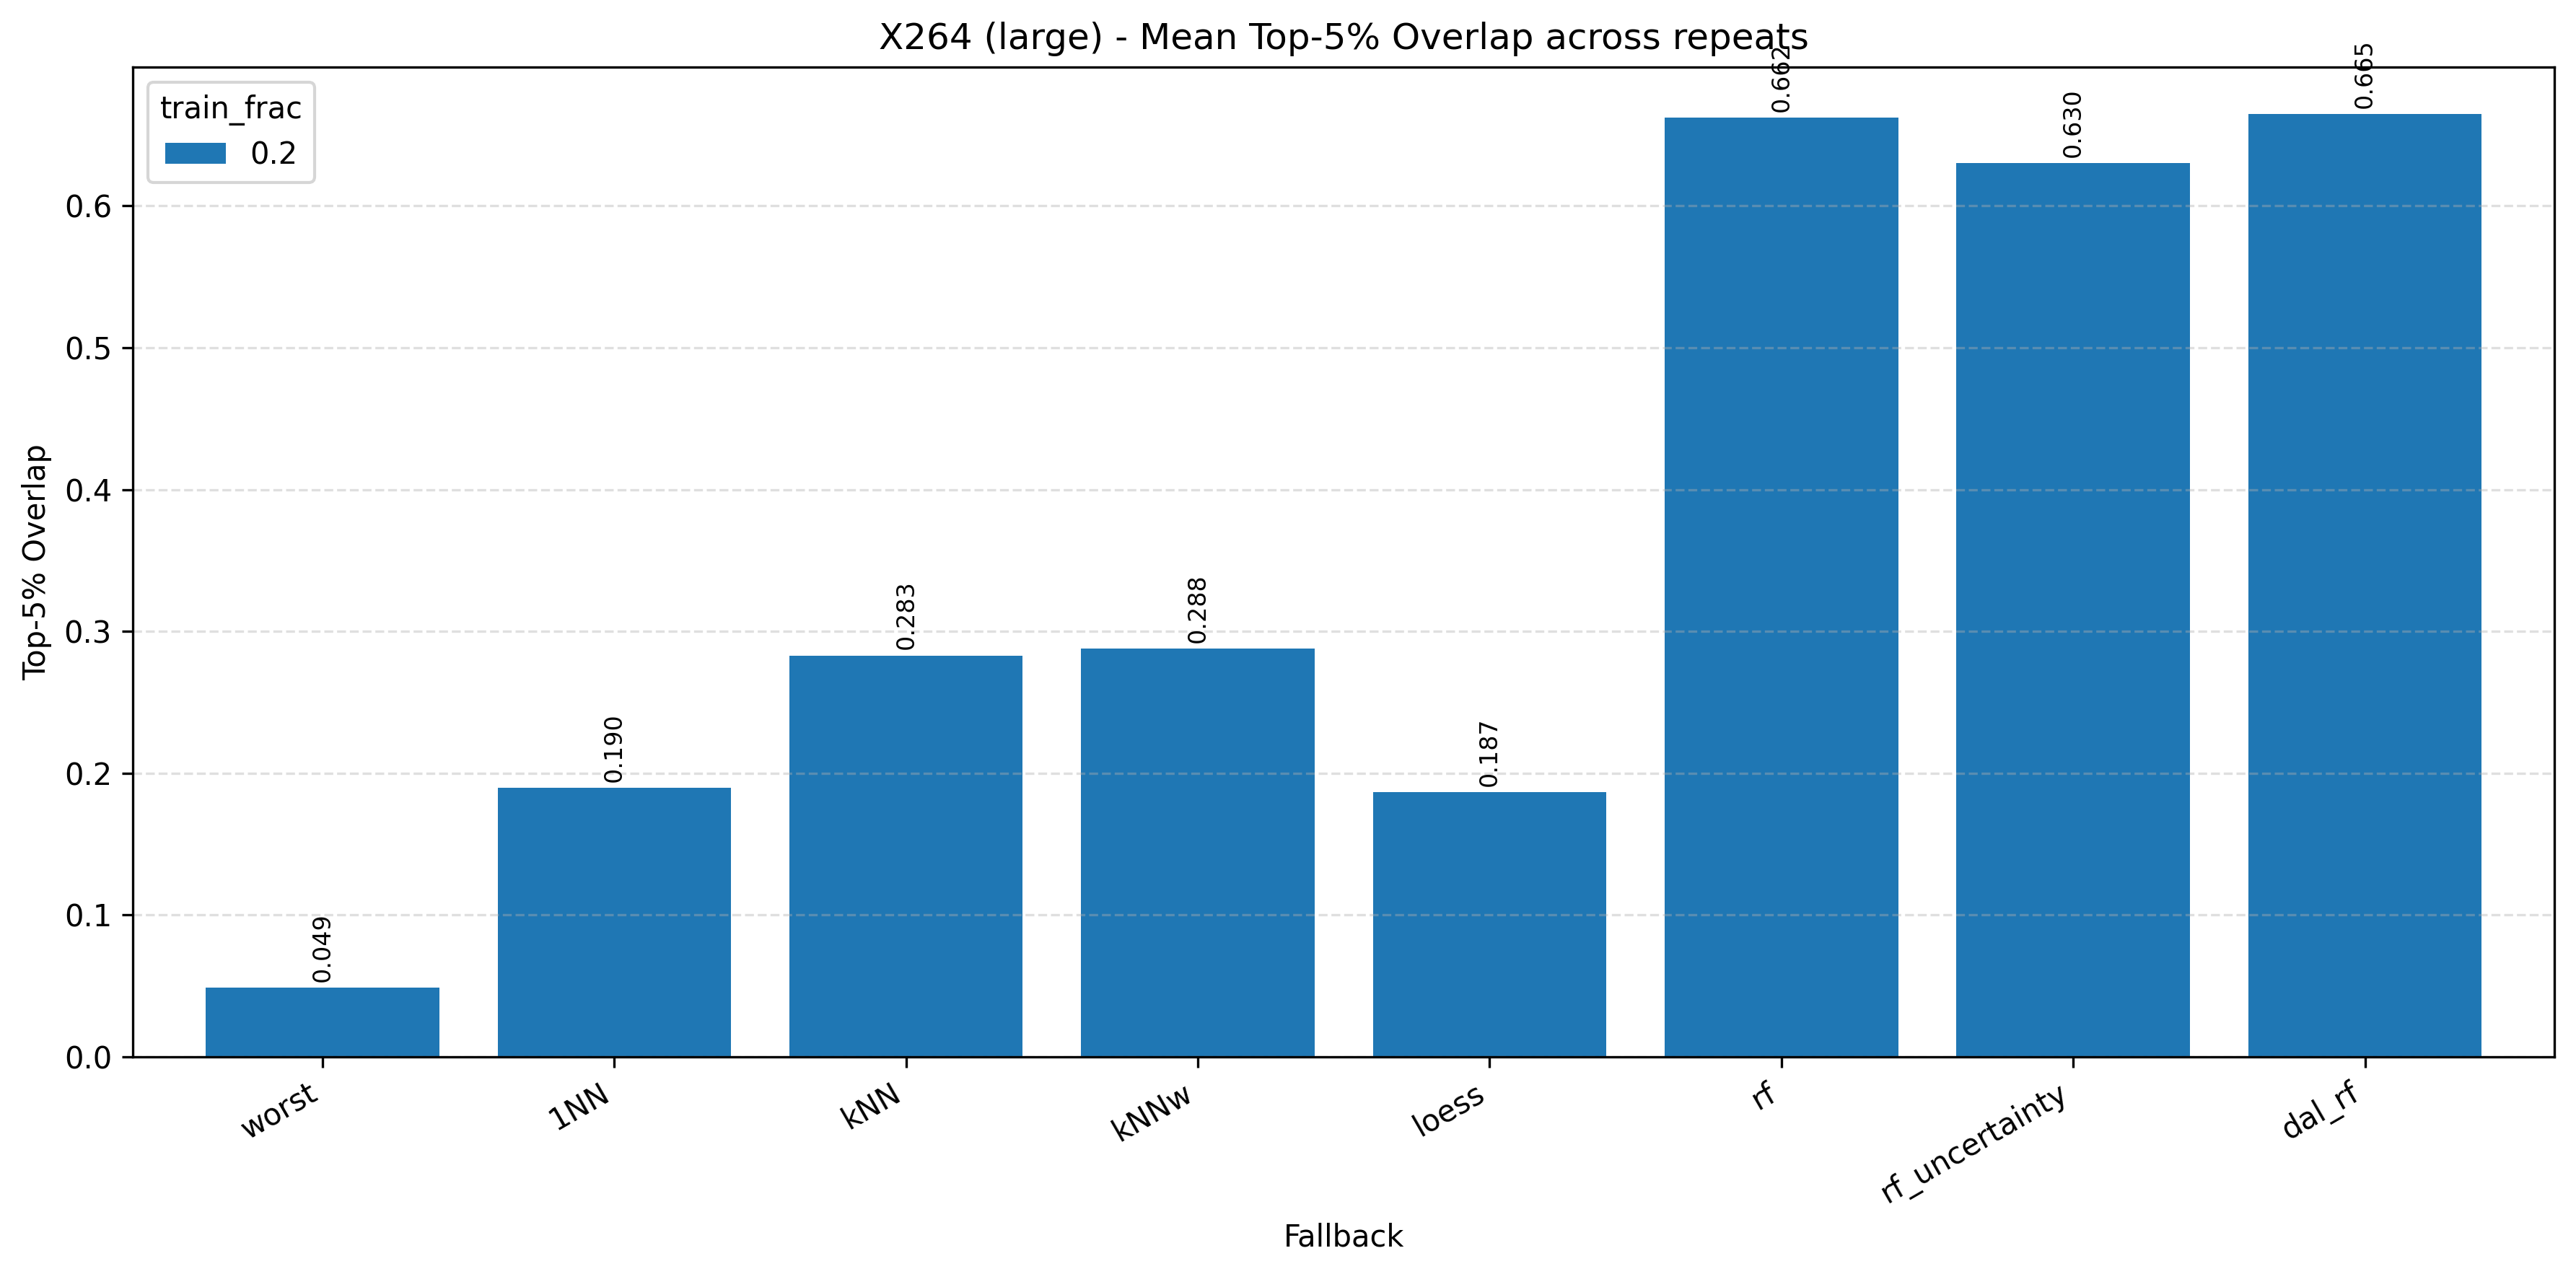 X264 (large) - Mean Top-5% Overlap across repeats
train_frac
0.2
Top-5% Overlap
0.6
0.5
0.4
0.3
0.2
0.1
0.0
0.049
0.190
0.283
0.288
0.187
0.662
0.630
0.665
worst
1NN
kNN
kNNw
loess
rf
rf_uncertainty
dal_rf
Fallback